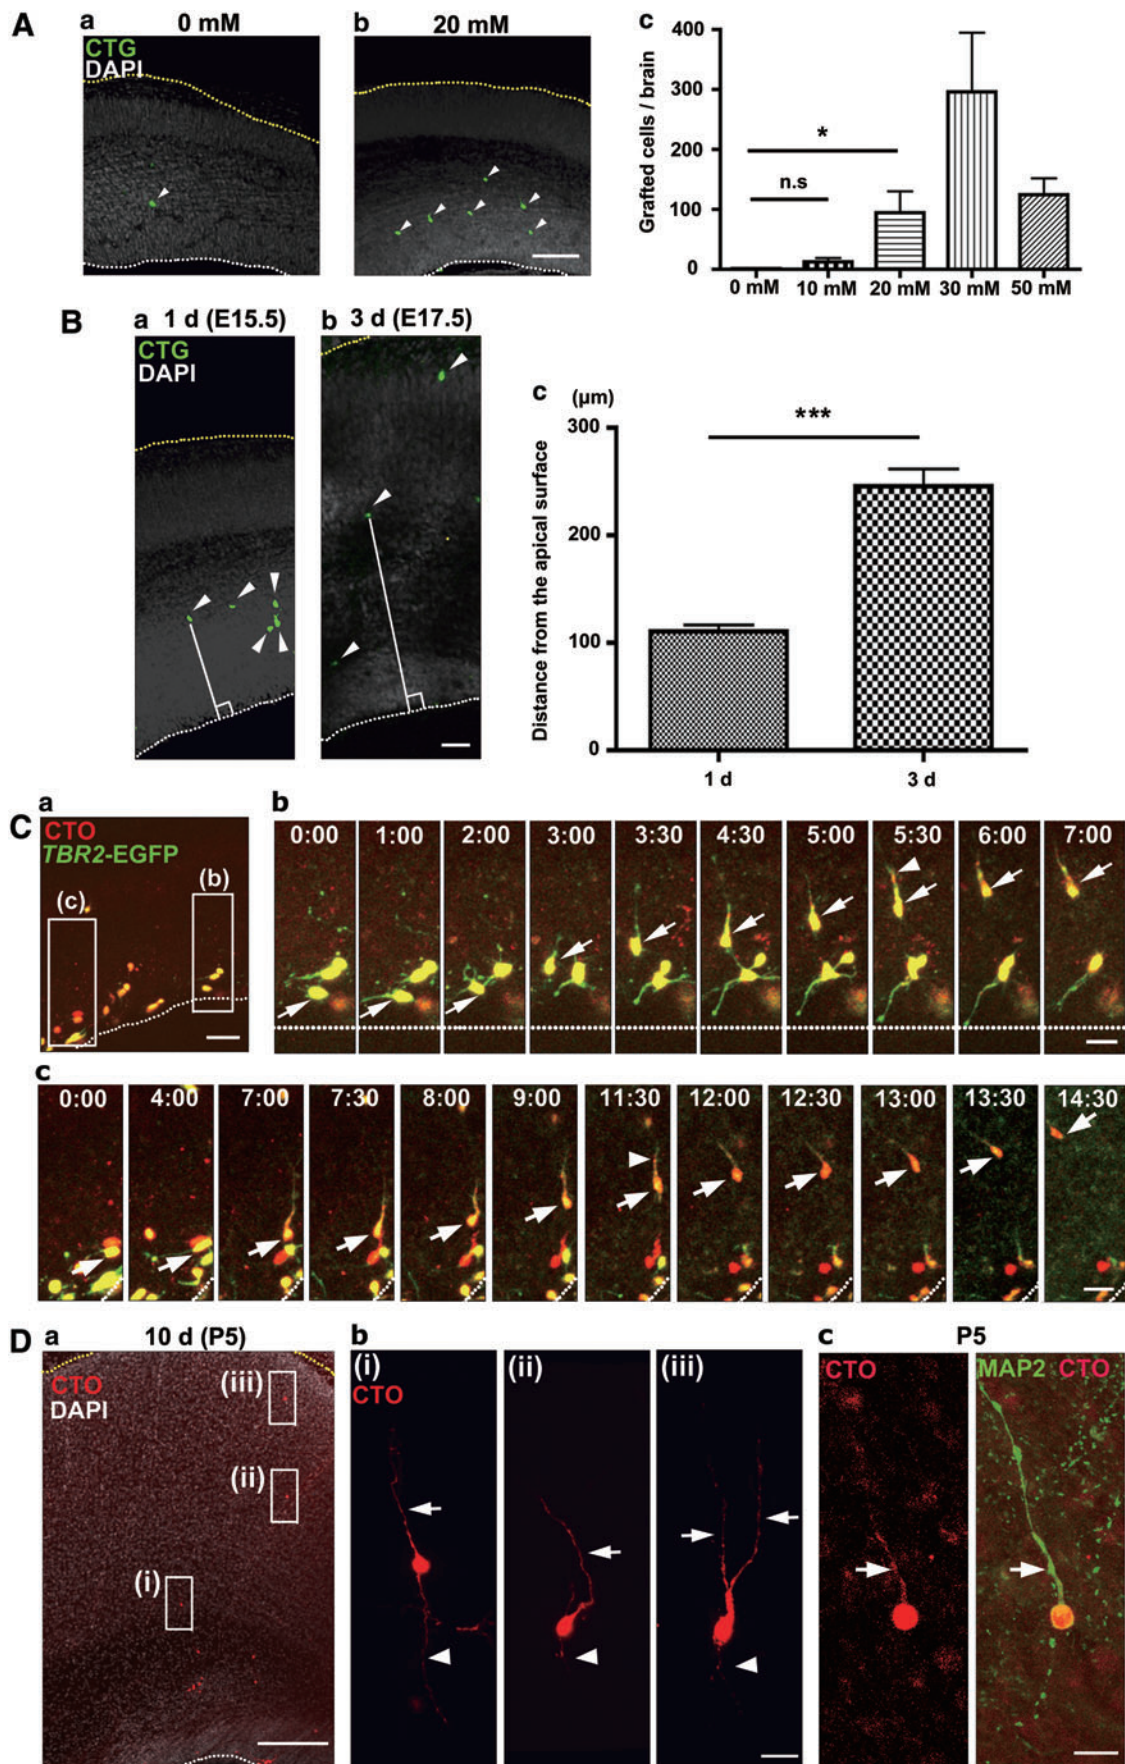 A
a
0 mM
CTG
DAPI
b
20 mM
c
Grafted cells / brain
400
300
200
100
0
*
n.s
0 mM
10 mM
20 mM
30 mM
50 mM
B
a
1 d (E15.5)
CTG
DAPI
b
3 d (E17.5)
c
(μm)
Distance from the apical surface
300
200
100
0
***
1 d
3 d
C
a
CTO
TBR2-EGFP
(c)
(b)
b
0:00
1:00
2:00
3:00
3:30
4:30
5:00
5:30
6:00
7:00
c
0:00
4:00
7:00
7:30
8:00
9:00
11:30
12:00
12:30
13:00
13:30
14:30
D
a
10 d (P5)
CTO
DAPI
(iii)
(ii)
(i)
b
(i)
CTO
(ii)
(iii)
c
P5
CTO
MAP2 CTO